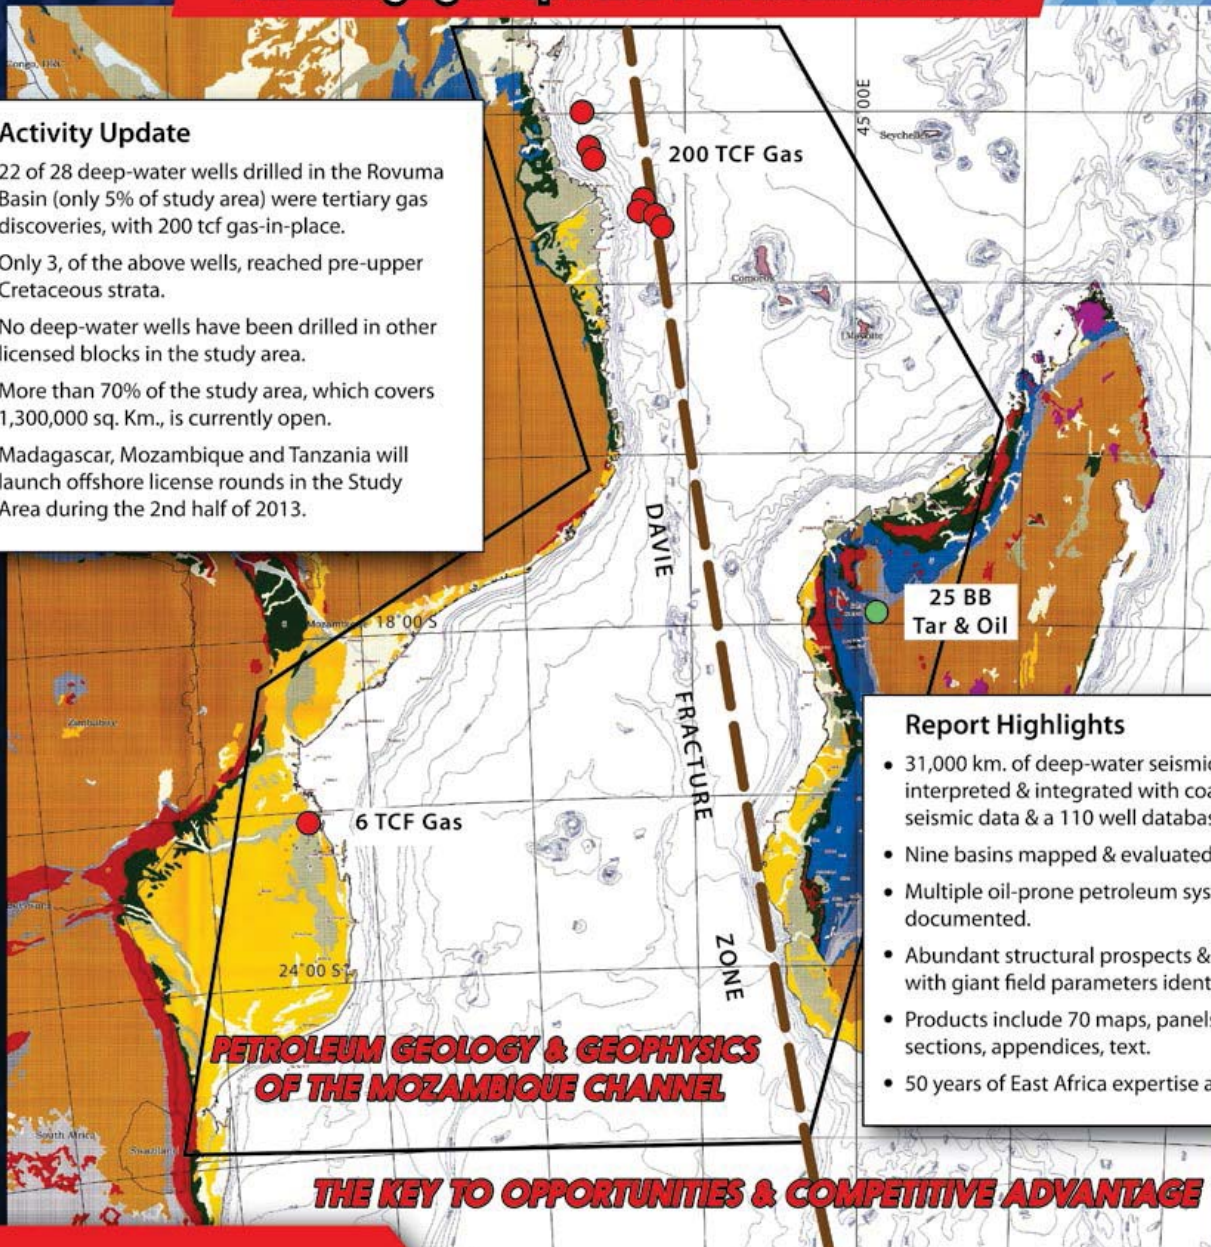 Activity Update
22 of 28 deep-water wells drilled in the Rovuma
Basin (only 5% of study area) were tertiary gas
discoveries, with 200 tcf gas-in-place.
Only 3, of the above wells, reached pre-upper
Cretaceous strata.
No deep-water wells have been drilled in other
licensed blocks in the study area.
More than 70% of the study area, which covers
1,300,000 sq. Km., is currently open.
Madagascar, Mozambique and Tanzania will
launch offshore license rounds in the Study
Area during the 2nd half of 2013.
45°00E
Seychelles
200 TCF Gas
Comoros
Mayotte
DAVIE
FRACTURE
ZONE
25 BB
Tar & Oil
Mozambique
18°00 S
Zimbabwe
6 TCF Gas
24°00 S
Report Highlights
• 31,000 km. of deep-water seismic
interpreted & integrated with coa
seismic data & a 110 well databas
• Nine basins mapped & evaluated
• Multiple oil-prone petroleum sys
documented.
• Abundant structural prospects &
with giant field parameters ident
• Products include 70 maps, panels
sections, appendices, text.
• 50 years of East Africa expertise a
PETROLEUM GEOLOGY & GEOPHYSICS
OF THE MOZAMBIQUE CHANNEL
South Africa
Swaziland
THE KEY TO OPPORTUNITIES & COMPETITIVE ADVANTAGE